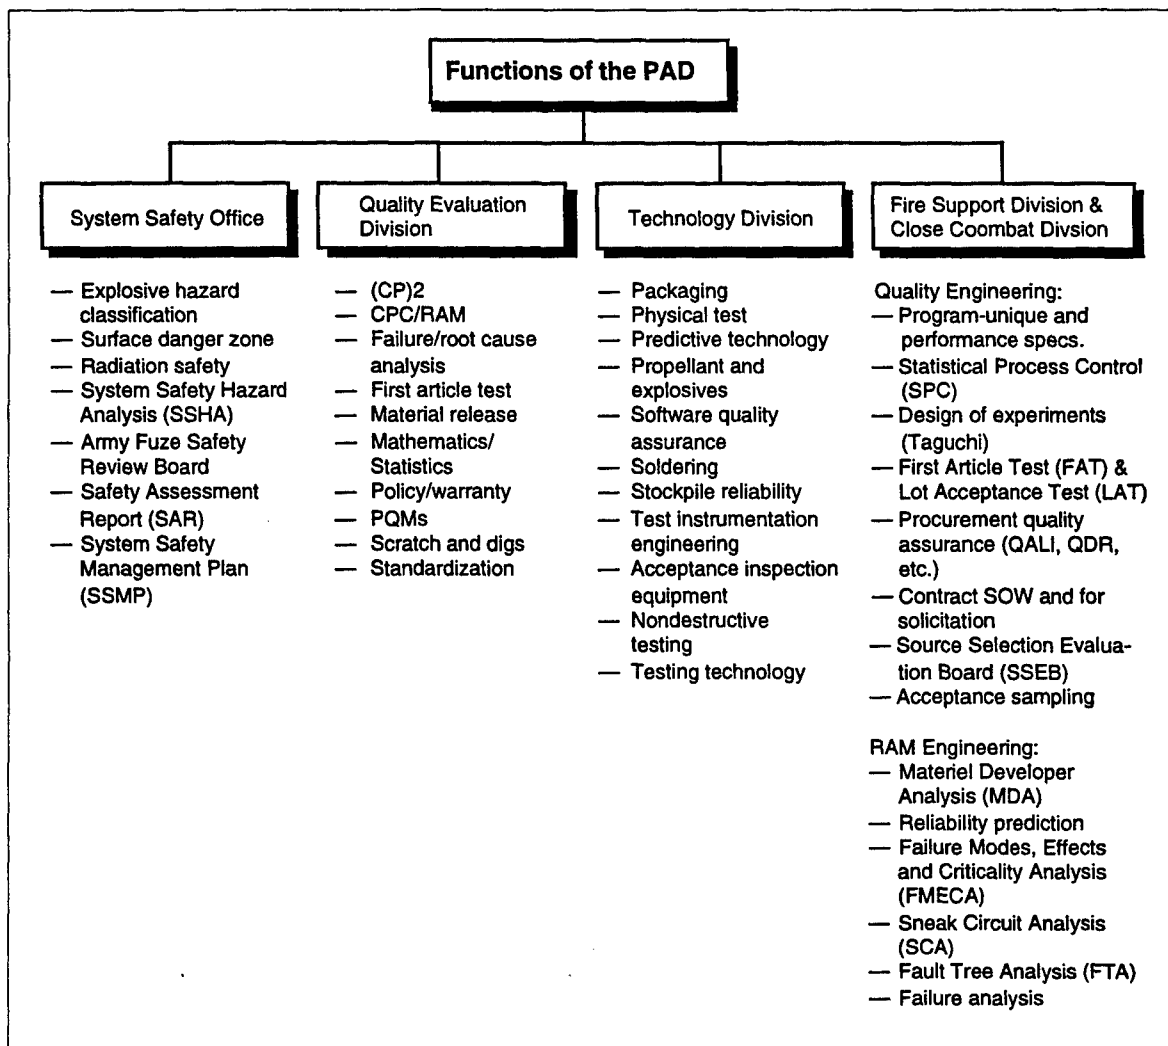 Functions of the PAD
System Safety Office
— Explosive hazard
classification
— Surface danger zone
— Radiation safety
— System Safety Hazard
Analysis (SSHA)
— Army Fuze Safety
Review Board
— Safety Assessment
Report (SAR)
— System Safety
Management Plan
(SSMP)
Quality Evaluation
Division
— (CP)2
— CPC/RAM
— Failure/root cause
analysis
— First article test
— Material release
— Mathematics/
Statistics
— Policy/warranty
— PQMs
— Scratch and digs
— Standardization
Technology Division
— Packaging
— Physical test
— Predictive technology
— Propellant and
explosives
— Software quality
assurance
— Soldering
— Stockpile reliability
— Test instrumentation
engineering
— Acceptance inspection
equipment
— Nondestructive
testing
— Testing technology
Fire Support Division &
Close Coombat Divsion
Quality Engineering:
— Program-unique and
performance specs.
— Statistical Process Control
(SPC)
— Design of experiments
(Taguchi)
— First Article Test (FAT) &
Lot Acceptance Test (LAT)
— Procurement quality
assurance (QALI, QDR,
etc.)
— Contract SOW and for
solicitation
— Source Selection Evalua-
tion Board (SSEB)
— Acceptance sampling
RAM Engineering:
— Materiel Developer
Analysis (MDA)
— Reliability prediction
— Failure Modes, Effects
and Criticality Analysis
(FMECA)
— Sneak Circuit Analysis
(SCA)
— Fault Tree Analysis (FTA)
— Failure analysis